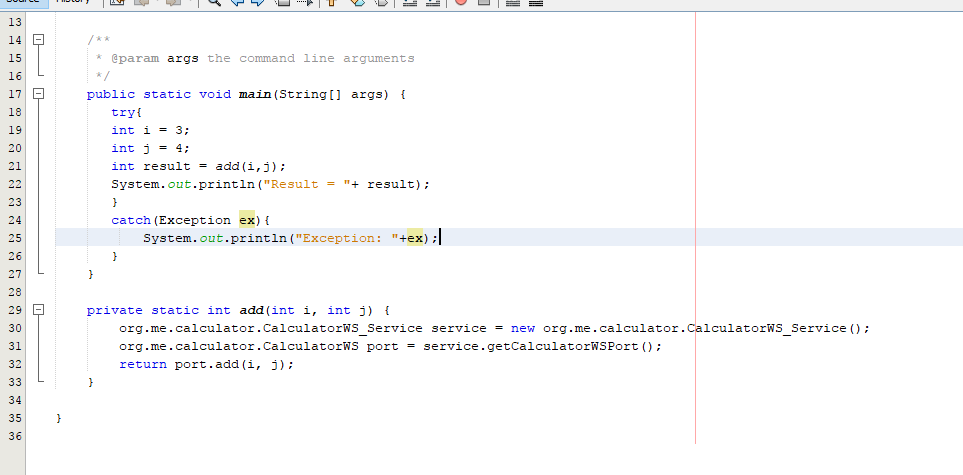 Source History
13
14 /**
15 * @param args the command line arguments
16 */
17 public static void main(String[] args) {
18 try{
19 int i = 3;
20 int j = 4;
21 int result = add(i,j);
22 System.out.println("Result = "+ result);
23 }
24 catch(Exception ex){
25 System.out.println("Exception: "+ex);
26 }
27 }
28
29 private static int add(int i, int j) {
30 org.me.calculator.CalculatorWS_Service service = new org.me.calculator.CalculatorWS_Service();
31 org.me.calculator.CalculatorWS port = service.getCalculatorWSPort();
32 return port.add(i, j);
33 }
34
35 }
36